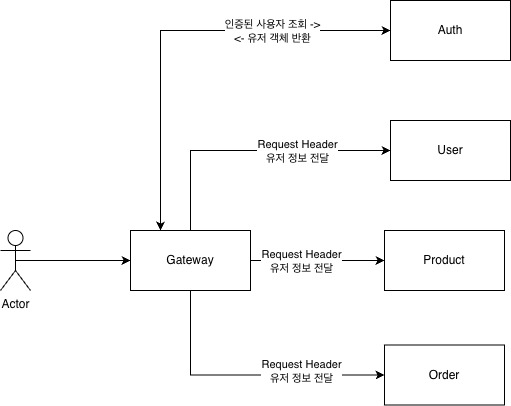 인증된 사용자 조회 ->
<- 유저 객체 반환
Auth
Request Header
유저 정보 전달
User
Gateway
Request Header
유저 정보 전달
Product
Actor
Request Header
유저 정보 전달
Order